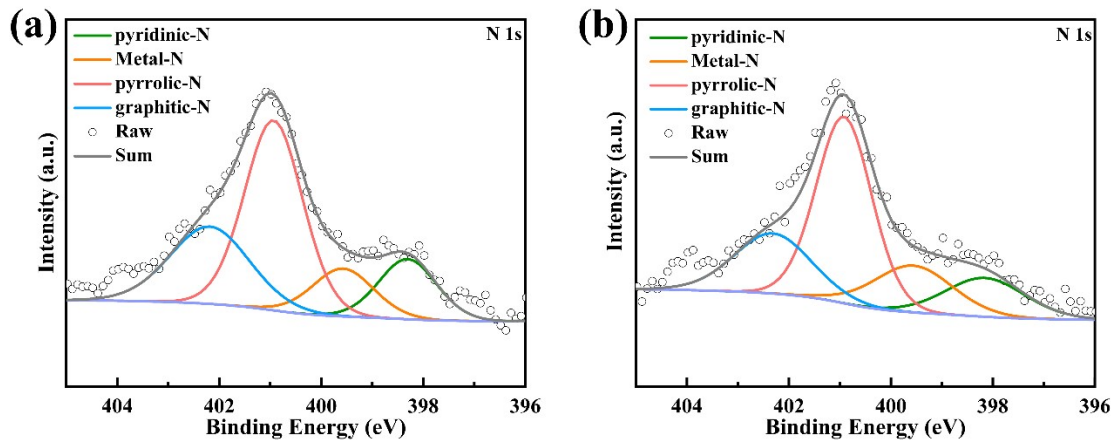 (a)
N 1s
pyridinic-N
Metal-N
pyrrolic-N
graphitic-N
Raw
Sum
Intensity (a.u.)
404 402 400 398 396
Binding Energy (eV)
(b)
N 1s
pyridinic-N
Metal-N
pyrrolic-N
graphitic-N
Raw
Sum
Intensity (a.u.)
404 402 400 398 396
Binding Energy (eV)